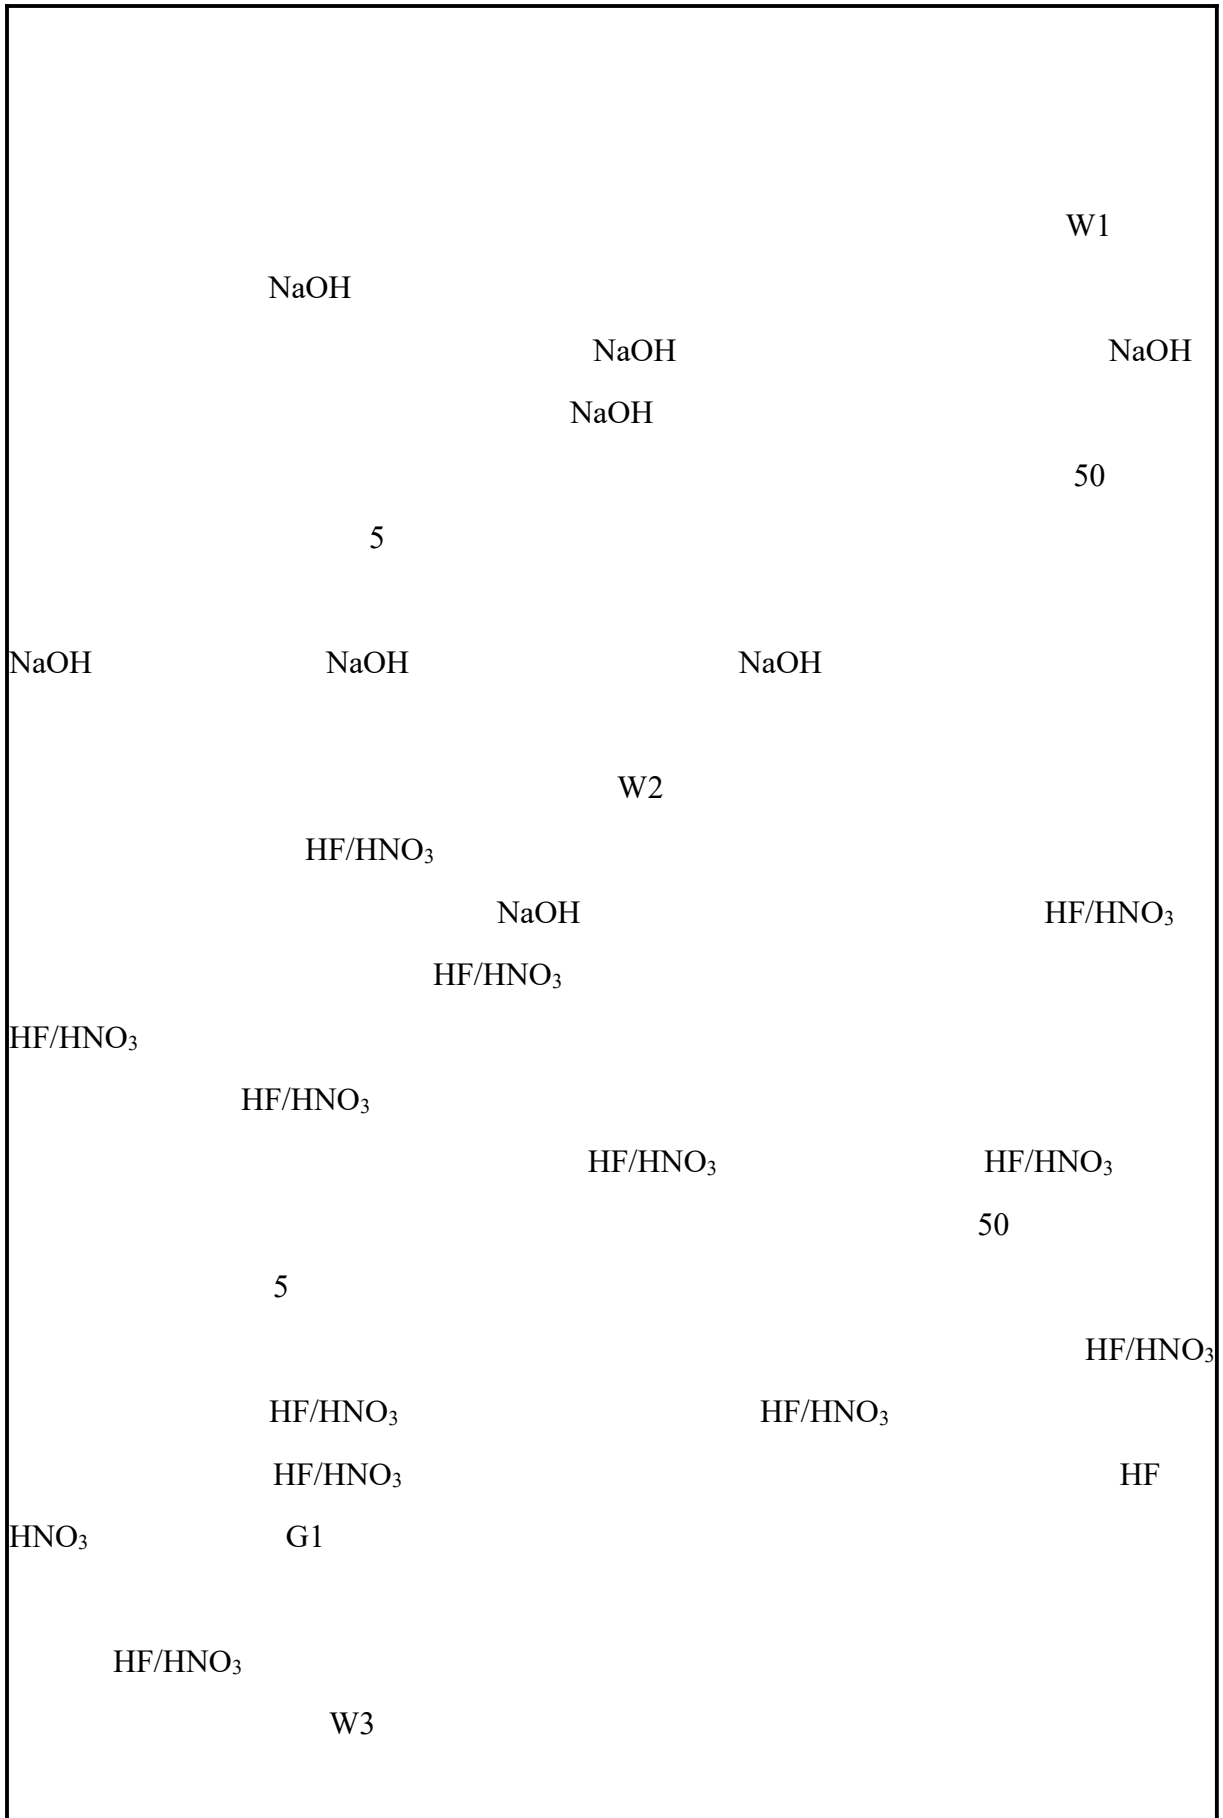 W1
NaOH
NaOH NaOH
NaOH
50
5
NaOH NaOH NaOH
W2
HF/HNO₃
NaOH HF/HNO₃
HF/HNO₃
HF/HNO₃
HF/HNO₃
HF/HNO₃ HF/HNO₃
50
5
HF/HNO₃
HF/HNO₃ HF/HNO₃
HF/HNO₃ HF
HNO₃ G1
HF/HNO₃
W3